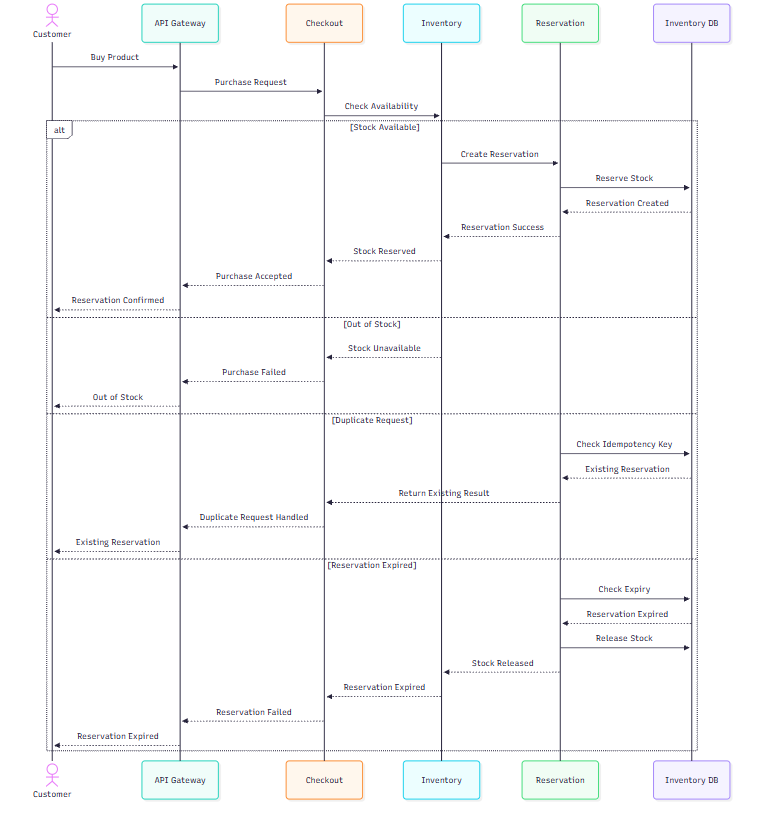 Customer
API Gateway
Checkout
Inventory
Reservation
Inventory DB
Buy Product
Purchase Request
Check Availability
alt
[Stock Available]
Create Reservation
Reserve Stock
Reservation Created
Reservation Success
Stock Reserved
Purchase Accepted
Reservation Confirmed
[Out of Stock]
Stock Unavailable
Purchase Failed
Out of Stock
[Duplicate Request]
Check Idempotency Key
Existing Reservation
Return Existing Result
Duplicate Request Handled
Existing Reservation
[Reservation Expired]
Check Expiry
Reservation Expired
Release Stock
Stock Released
Reservation Expired
Reservation Failed
Reservation Expired
Customer
API Gateway
Checkout
Inventory
Reservation
Inventory DB